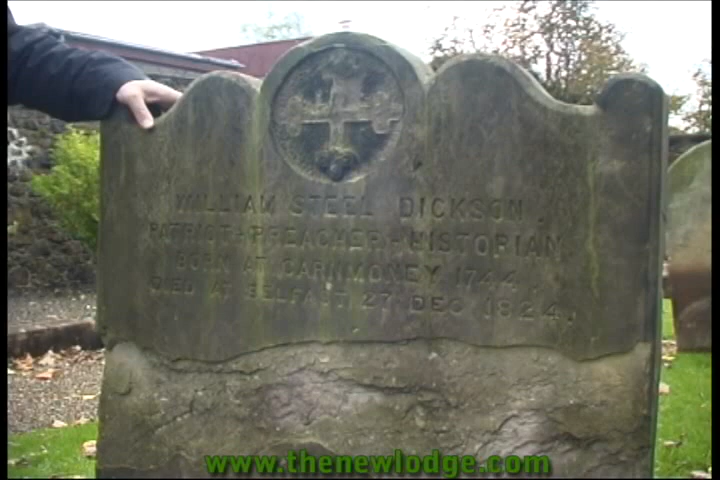 WILLIAM STEEL DICKSON
PATRIOT-PREACHER-HISTORIAN
BORN AT CARNMONEY 1744.
DIED AT BELFAST 27 DEC 1824.
www.thenewlodge.com